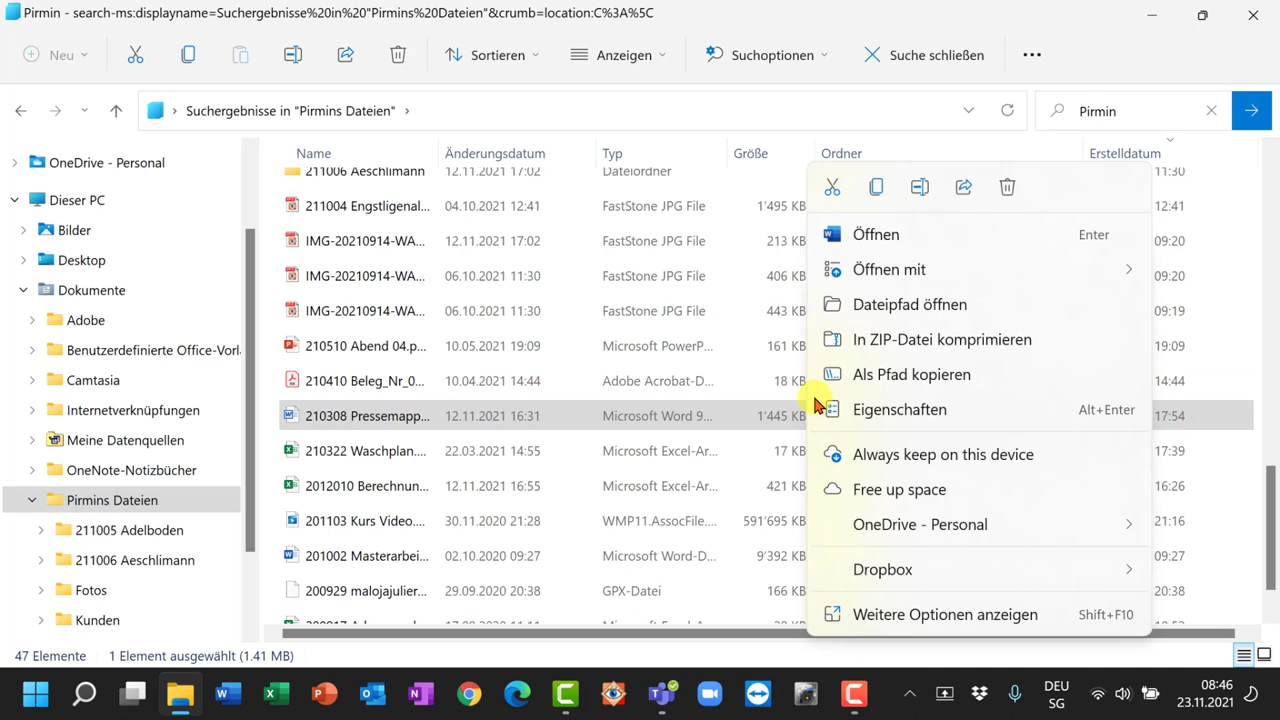 Pirmin - search-ms:displayname=Suchergebnisse%20in%20"Pirmins%20Dateien"&crumb=location:C%3A%5C
Neu
Sortieren
Anzeigen
Suchoptionen
Suche schließen
Suchergebnisse in "Pirmins Dateien"
Pirmin
OneDrive - Personal
Dieser PC
Bilder
Desktop
Dokumente
Adobe
Benutzerdefinierte Office-Vorl
Camtasia
Internetverknüpfungen
Meine Datenquellen
OneNote-Notizbücher
Pirmins Dateien
211005 Adelboden
211006 Aeschlimann
Fotos
Kunden
Name Änderungsdatum Typ Größe Ordner Erstelldatum
211006 Aeschlimann 12.11.2021 17:02 Dateiordner 11:30
211004 Engstligenal... 04.10.2021 12:41 FastStone JPG File 1'495 KB 12:41
IMG-20210914-WA... 12.11.2021 17:02 FastStone JPG File 213 KB 09:20
IMG-20210914-WA... 06.10.2021 11:30 FastStone JPG File 406 KB 09:20
IMG-20210914-WA... 06.10.2021 11:30 FastStone JPG File 443 KB 09:19
210510 Abend 04.p... 10.05.2021 19:09 Microsoft PowerP... 161 KB 19:09
210410 Beleg_Nr_0... 10.04.2021 14:44 Adobe Acrobat-D... 18 KB 14:44
210308 Pressemapp... 12.11.2021 16:31 Microsoft Word 9... 1'445 KB 17:54
210322 Waschplan.... 22.03.2021 14:55 Microsoft Excel-Ar... 17 KB 17:39
2012010 Berechnun... 12.11.2021 16:55 Microsoft Excel-Ar... 421 KB 16:26
201103 Kurs Video.... 30.11.2020 21:28 WMP11.AssocFile.... 591'695 KB 21:16
201002 Masterarbei... 02.10.2020 09:27 Microsoft Word-D... 9'392 KB 09:27
200929 malojajulier... 29.09.2020 20:38 GPX-Datei 166 KB 20:38
Öffnen Enter
Öffnen mit
Dateipfad öffnen
In ZIP-Datei komprimieren
Als Pfad kopieren
Eigenschaften Alt+Enter
Always keep on this device
Free up space
OneDrive - Personal
Dropbox
Weitere Optionen anzeigen Shift+F10
47 Elemente 1 Element ausgewählt (1.41 MB)
DEU
SG
08:46
23.11.2021